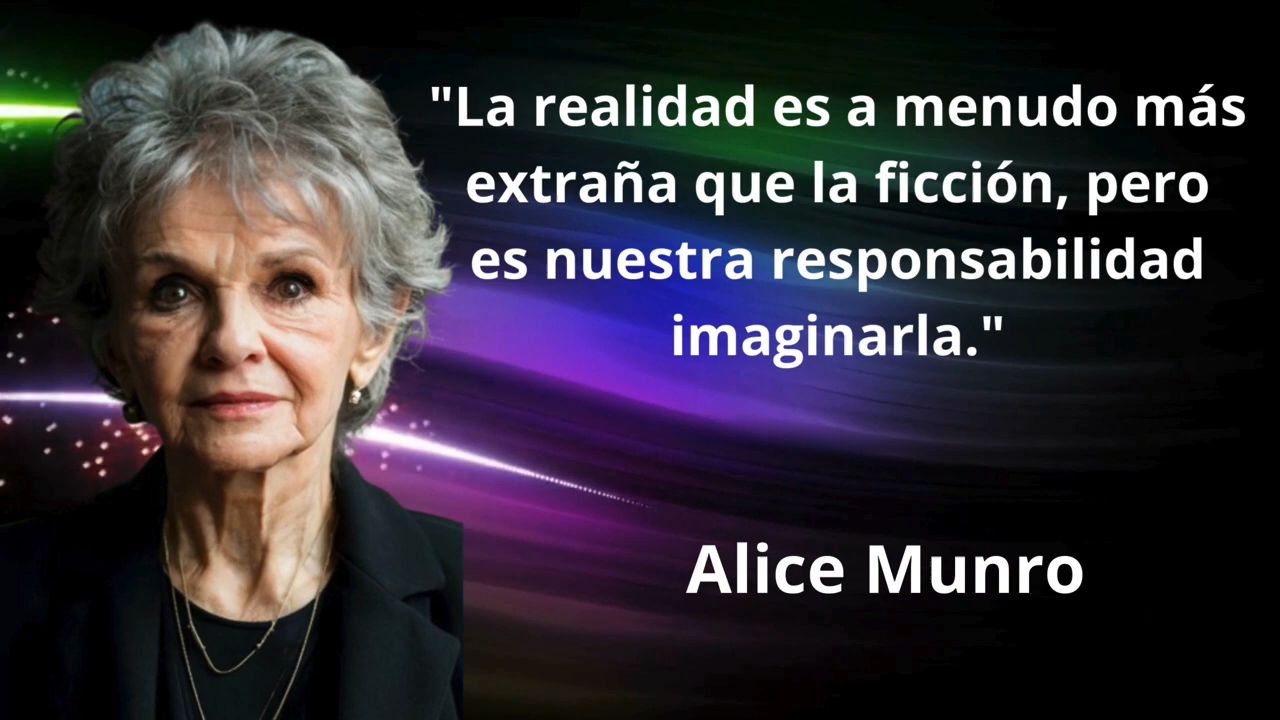 "La realidad es a menudo más
extraña que la ficción, pero
es nuestra responsabilidad
imaginarla."
Alice Munro